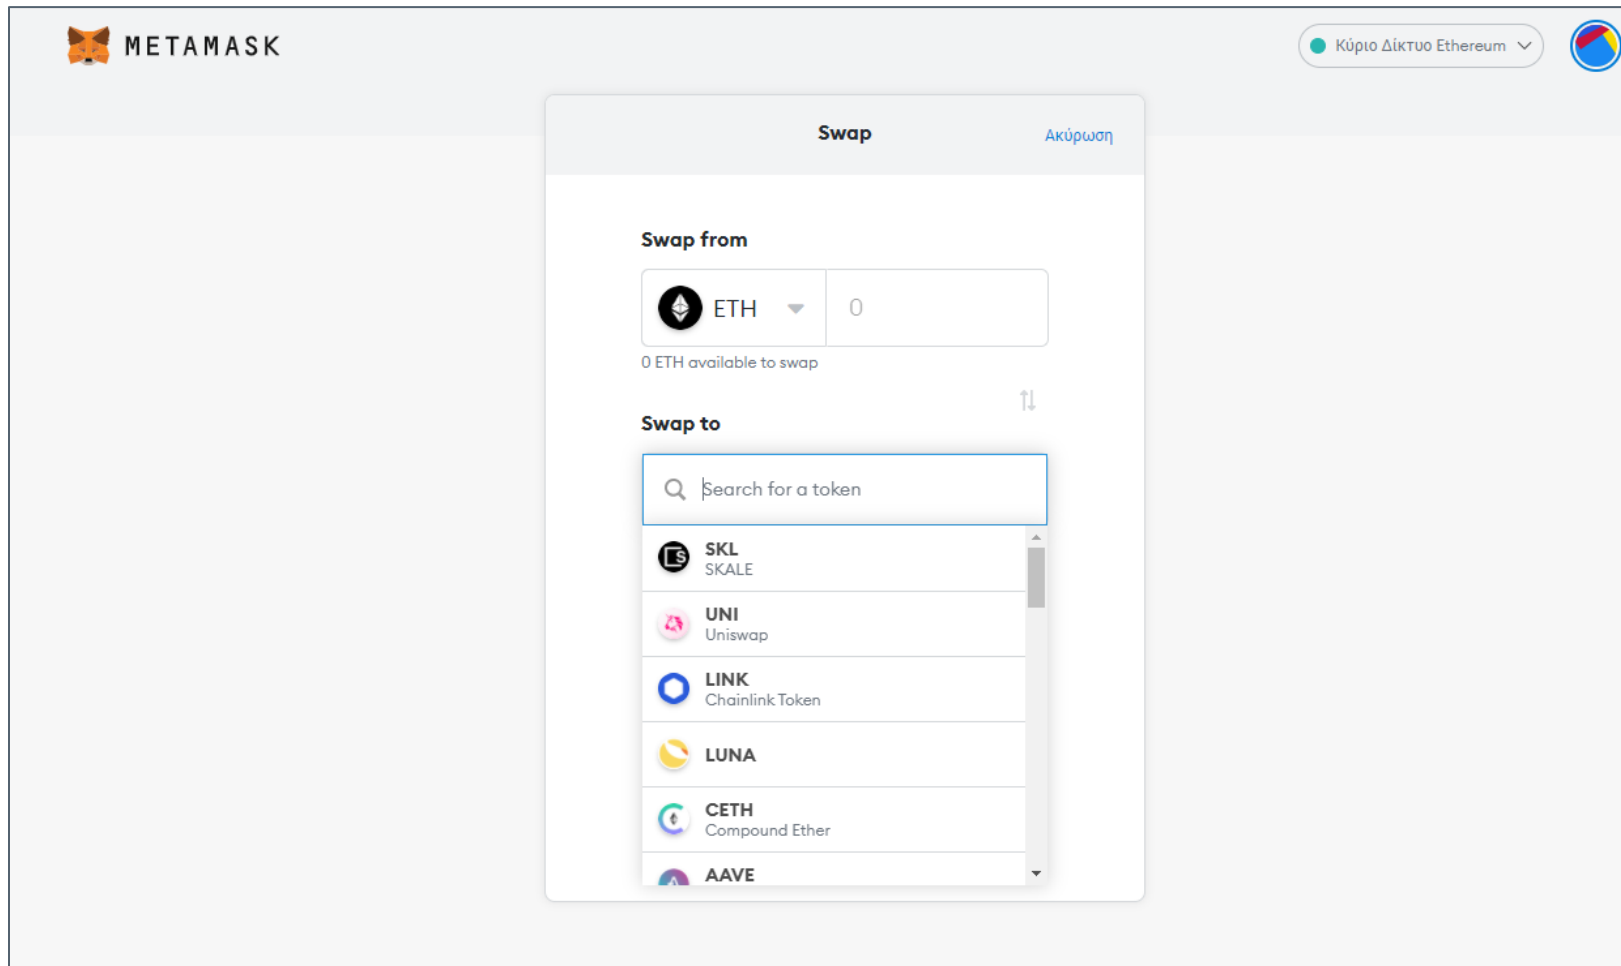 METAMASK
Κύριο Δίκτυο Ethereum
Swap
Ακύρωση
Swap from
ETH
0
0 ETH available to swap
Swap to
Search for a token
SKL
SKALE
UNI
Uniswap
LINK
Chainlink Token
LUNA
CETH
Compound Ether
AAVE